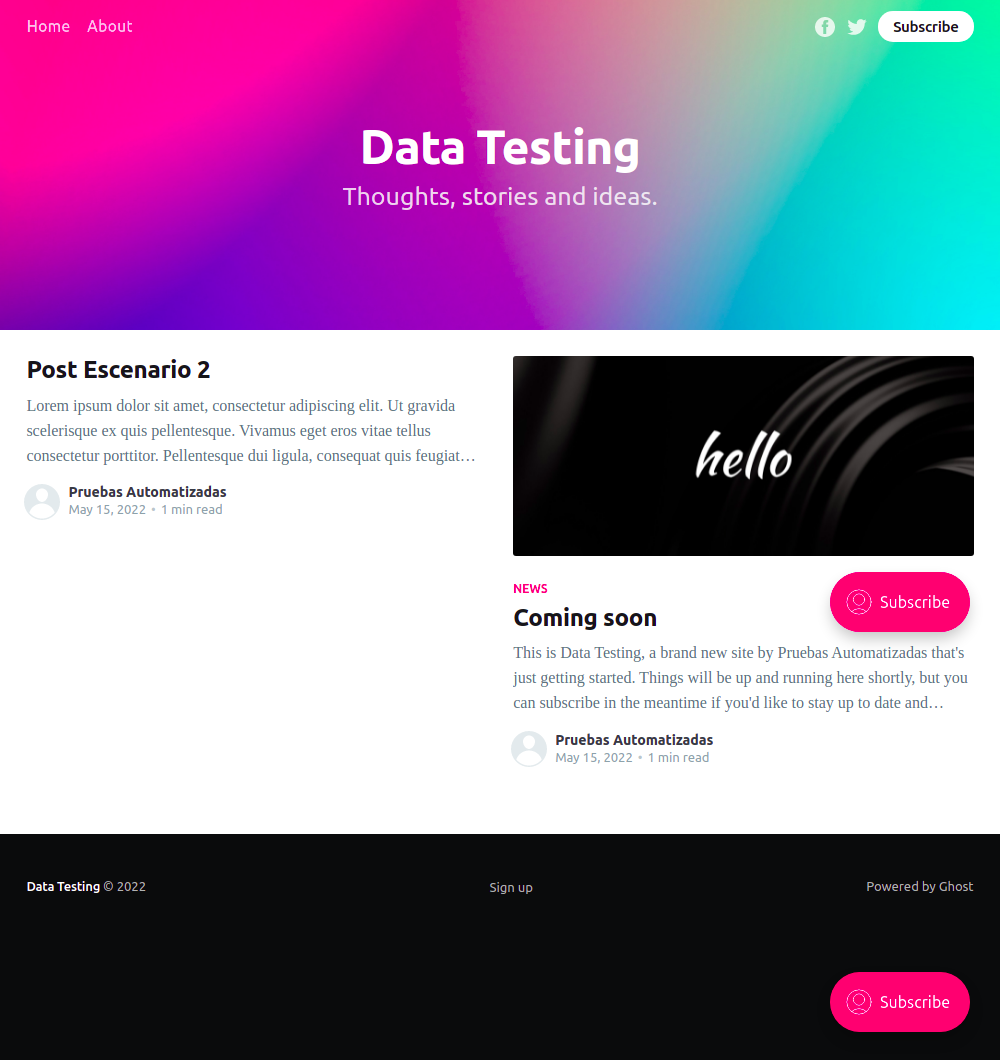 Home About
Subscribe
Data Testing
Thoughts, stories and ideas.
Post Escenario 2
Lorem ipsum dolor sit amet, consectetur adipiscing elit. Ut gravida
scelerisque ex quis pellentesque. Vivamus eget eros vitae tellus
consectetur porttitor. Pellentesque dui ligula, consequat quis feugiat…
Pruebas Automatizadas
May 15, 2022 • 1 min read
hello
NEWS
Subscribe
Coming soon
This is Data Testing, a brand new site by Pruebas Automatizadas that's
just getting started. Things will be up and running here shortly, but you
can subscribe in the meantime if you'd like to stay up to date and…
Pruebas Automatizadas
May 15, 2022 • 1 min read
Data Testing © 2022
Sign up
Powered by Ghost
Subscribe